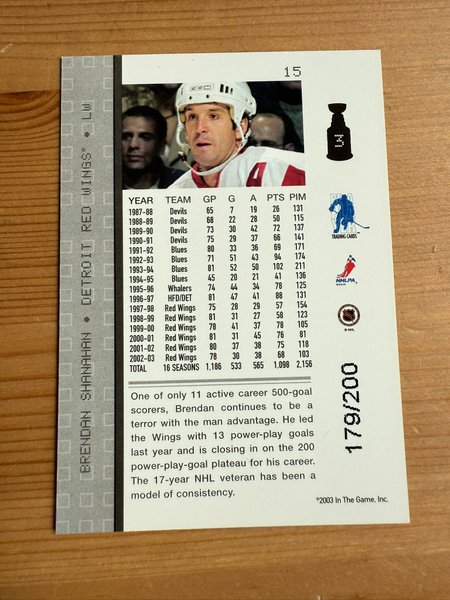 15
BRENDAN SHANAHAN • DETROIT RED WINGS® • LW
3
YEAR TEAM GP G A PTS PIM
1987-88 Devils 65 7 19 26 131
1988-89 Devils 68 22 28 50 115
1989-90 Devils 73 30 42 72 137
1990-91 Devils 75 29 37 66 141
1991-92 Blues 80 33 36 69 171
1992-93 Blues 71 51 43 94 174
1993-94 Blues 81 52 50 102 211
1994-95 Blues 45 20 21 41 136
1995-96 Whalers 74 44 34 78 125
1996-97 HFD/DET 81 47 41 88 131
1997-98 Red Wings 75 28 29 57 154
1998-99 Red Wings 81 31 27 58 123
1999-00 Red Wings 78 41 37 78 105
2000-01 Red Wings 81 31 45 76 81
2001-02 Red Wings 80 37 38 75 118
2002-03 Red Wings 78 30 38 68 103
TOTAL 16 SEASONS 1,186 533 565 1,098 2,156
TRADING CARDS
NHLPA
NHL
179/200
One of only 11 active career 500-goal
scorers, Brendan continues to be a
terror with the man advantage. He led
the Wings with 13 power-play goals
last year and is closing in on the 200
power-play-goal plateau for his career.
The 17-year NHL veteran has been a
model of consistency.
©2003 In The Game, Inc.